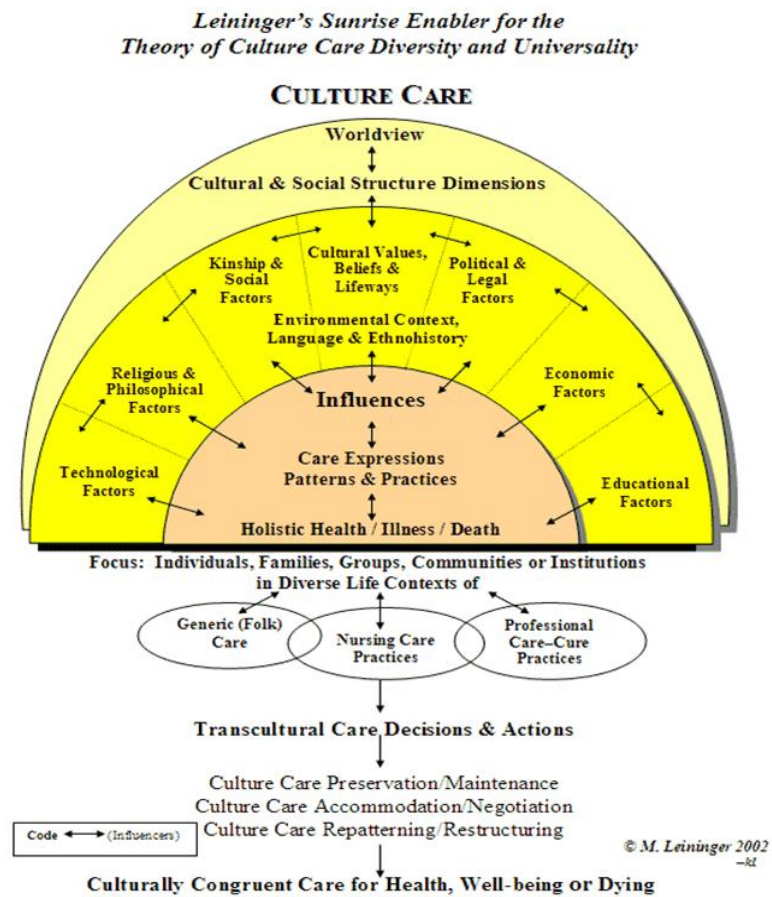 Leininger's Sunrise Enabler for the
Theory of Culture Care Diversity and Universality
CULTURE CARE
Worldview
Cultural & Social Structure Dimensions
Kinship &
Social
Factors
Cultural Values,
Beliefs &
Lifeways
Political &
Legal
Factors
Environmental Context,
Language & Ethnohistory
Religious &
Philosophical
Factors
Economic
Factors
Influences
Technological
Factors
Care Expressions
Patterns & Practices
Educational
Factors
Holistic Health / Illness / Death
Focus: Individuals, Families, Groups, Communities or Institutions
in Diverse Life Contexts of
Generic (Folk)
Care
Nursing Care
Practices
Professional
Care–Cure
Practices
Transcultural Care Decisions & Actions
Culture Care Preservation/Maintenance
Culture Care Accommodation/Negotiation
Culture Care Repatterning/Restructuring
Code (Influencers)
© M. Leininger 2002
–kl
Culturally Congruent Care for Health, Well-being or Dying